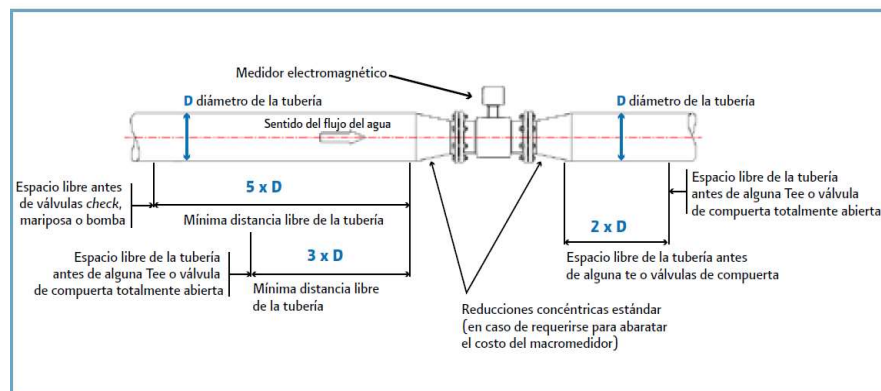 Medidor electromagnético
D diámetro de la tubería
D diámetro de la tubería
Sentido del flujo del agua
Espacio libre antes
de válvulas check,
mariposa o bomba
5 x D
Mínima distancia libre de la tubería
Espacio libre de la tubería
antes de alguna Tee o válvula
de compuerta totalmente abierta
3 x D
Mínima distancia libre
de la tubería
Espacio libre de la tubería
antes de alguna Tee o válvula
de compuerta totalmente abierta
2 x D
Espacio libre de la tubería antes
de alguna te o válvulas de compuerta
Reducciones concéntricas estándar
(en caso de requerirse para abaratar
el costo del macromedidor)